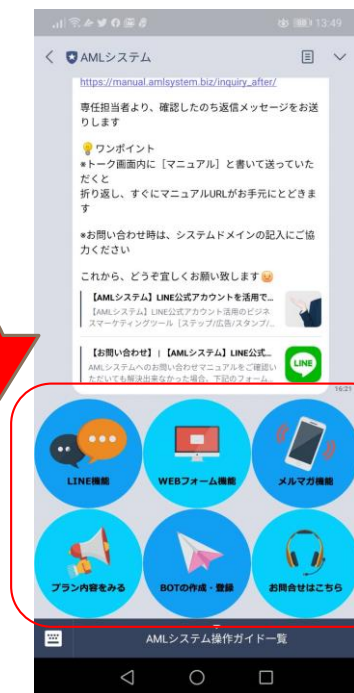 13:49
AMLシステム
https://manual.amlsystem.biz/inquiry_after/
専任担当者より、確認したのち返信メッセージをお送
りします
💡ワンポイント
*トーク画面内に［マニュアル］と書いて送っていた
だくと
折り返し、すぐにマニュアルURLがお手元にとどきま
す
*お問い合わせ時は、システムドメインの記入にご協
力ください
これから、どうぞ宜しくお願い致します
【AMLシステム】LINE公式アカウントを活用で...
【AMLシステム】LINE公式アカウント活用のビジネ
スマーケティングツール［ステップ/広告/スタンプ/...
【お問い合わせ】 | 【AMLシステム】LINE公式...
AMLシステムへのお問い合わせマニュアルをご確認い
ただいても解決出来なかった場合、下記のフォーム...
LINE
16:21
LINE機能
WEBフォーム機能
メルマガ機能
プラン内容をみる
BOTの作成・登録
お問合せはこちら
AMLシステム操作ガイド一覧